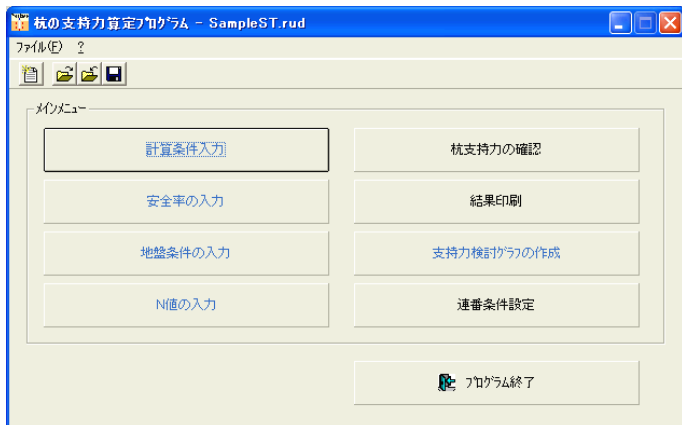 杭の支持力算定ﾌﾟﾛｸﾞﾗﾑ - SampleST.rud
ﾌｧｲﾙ(F) ?
ﾒｲﾝﾒﾆｭｰ
計算条件入力
杭支持力の確認
安全率の入力
結果印刷
地盤条件の入力
支持力検討ｸﾞﾗﾌの作成
N値の入力
連番条件設定
ﾌﾟﾛｸﾞﾗﾑ終了